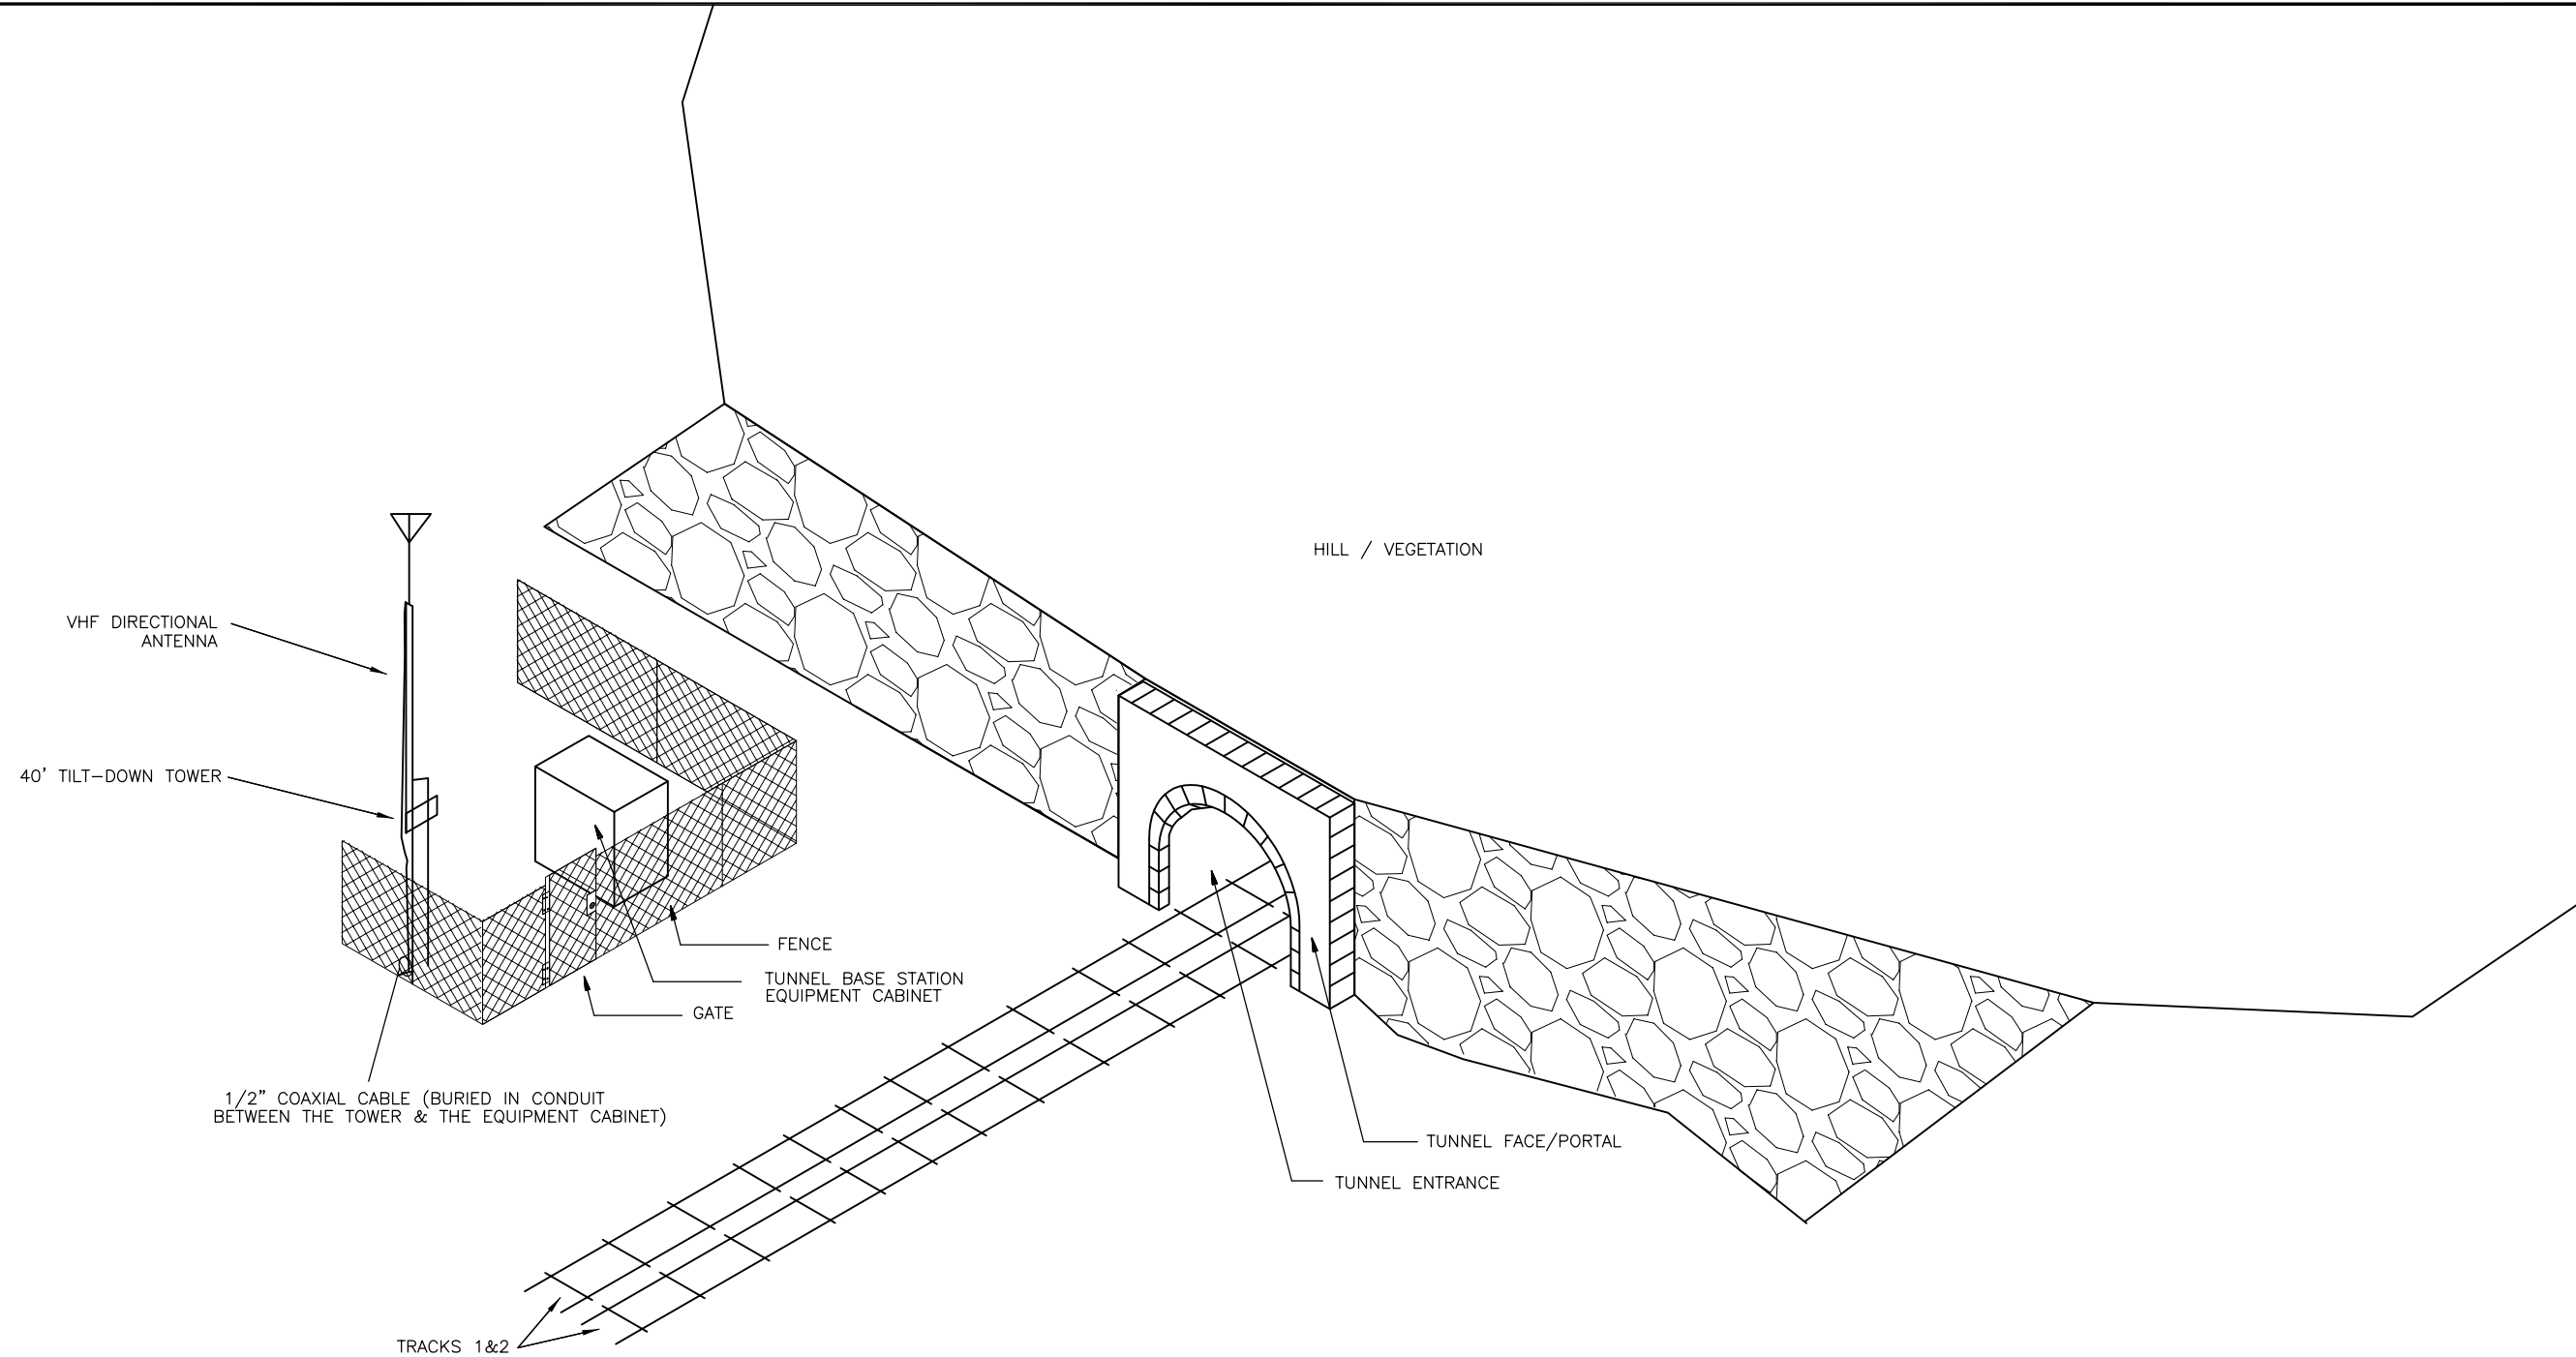 HILL / VEGETATION
VHF DIRECTIONAL
ANTENNA
40' TILT-DOWN TOWER
FENCE
TUNNEL BASE STATION
EQUIPMENT CABINET
GATE
1/2" COAXIAL CABLE (BURIED IN CONDUIT
BETWEEN THE TOWER & THE EQUIPMENT CABINET)
TUNNEL FACE/PORTAL
TUNNEL ENTRANCE
TRACKS 1&2